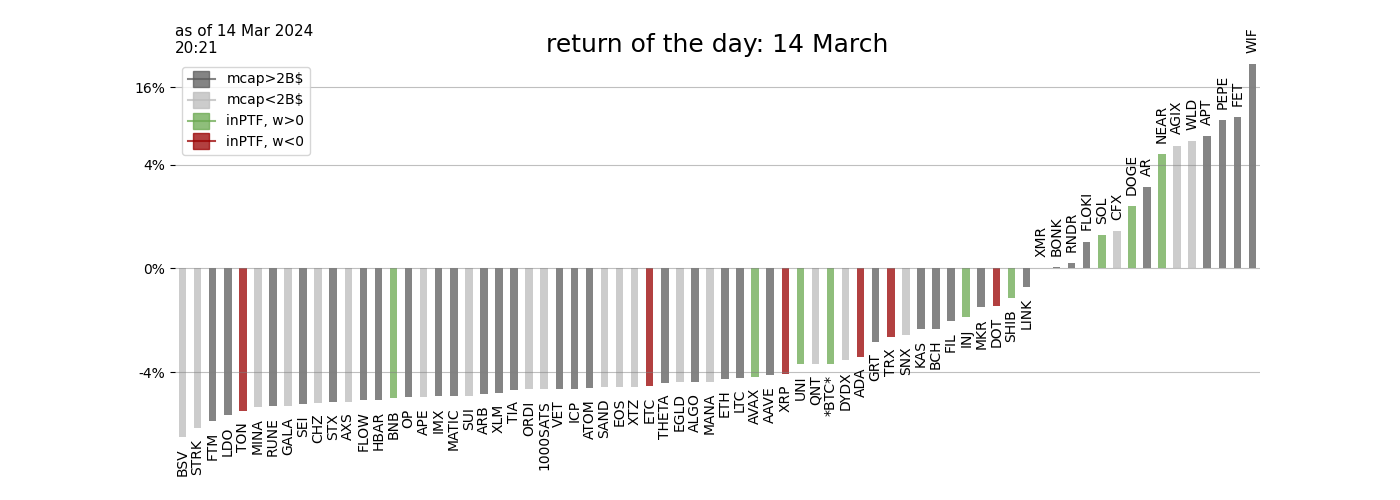 as of 14 Mar 2024
20:21
return of the day: 14 March
mcap>2B$
mcap<2B$
inPTF, w>0
inPTF, w<0
16%
4%
0%
-4%
BSV
STRK
FTM
LDO
TON
MINA
RUNE
GALA
SEI
CHZ
STX
AXS
FLOW
HBAR
BNB
OP
APE
IMX
MATIC
SUI
ARB
XLM
TIA
ORDI
1000SATS
VET
ICP
ATOM
SAND
EOS
XTZ
ETC
THETA
EGLD
ALGO
MANA
ETH
LTC
AVAX
AAVE
XRP
UNI
QNT
*BTC*
DYDX
ADA
GRT
TRX
SNX
KAS
BCH
FIL
INJ
MKR
DOT
SHIB
LINK
XMR
BONK
RNDR
FLOKI
SOL
CFX
DOGE
AR
NEAR
AGIX
WLD
APT
PEPE
FET
WIF